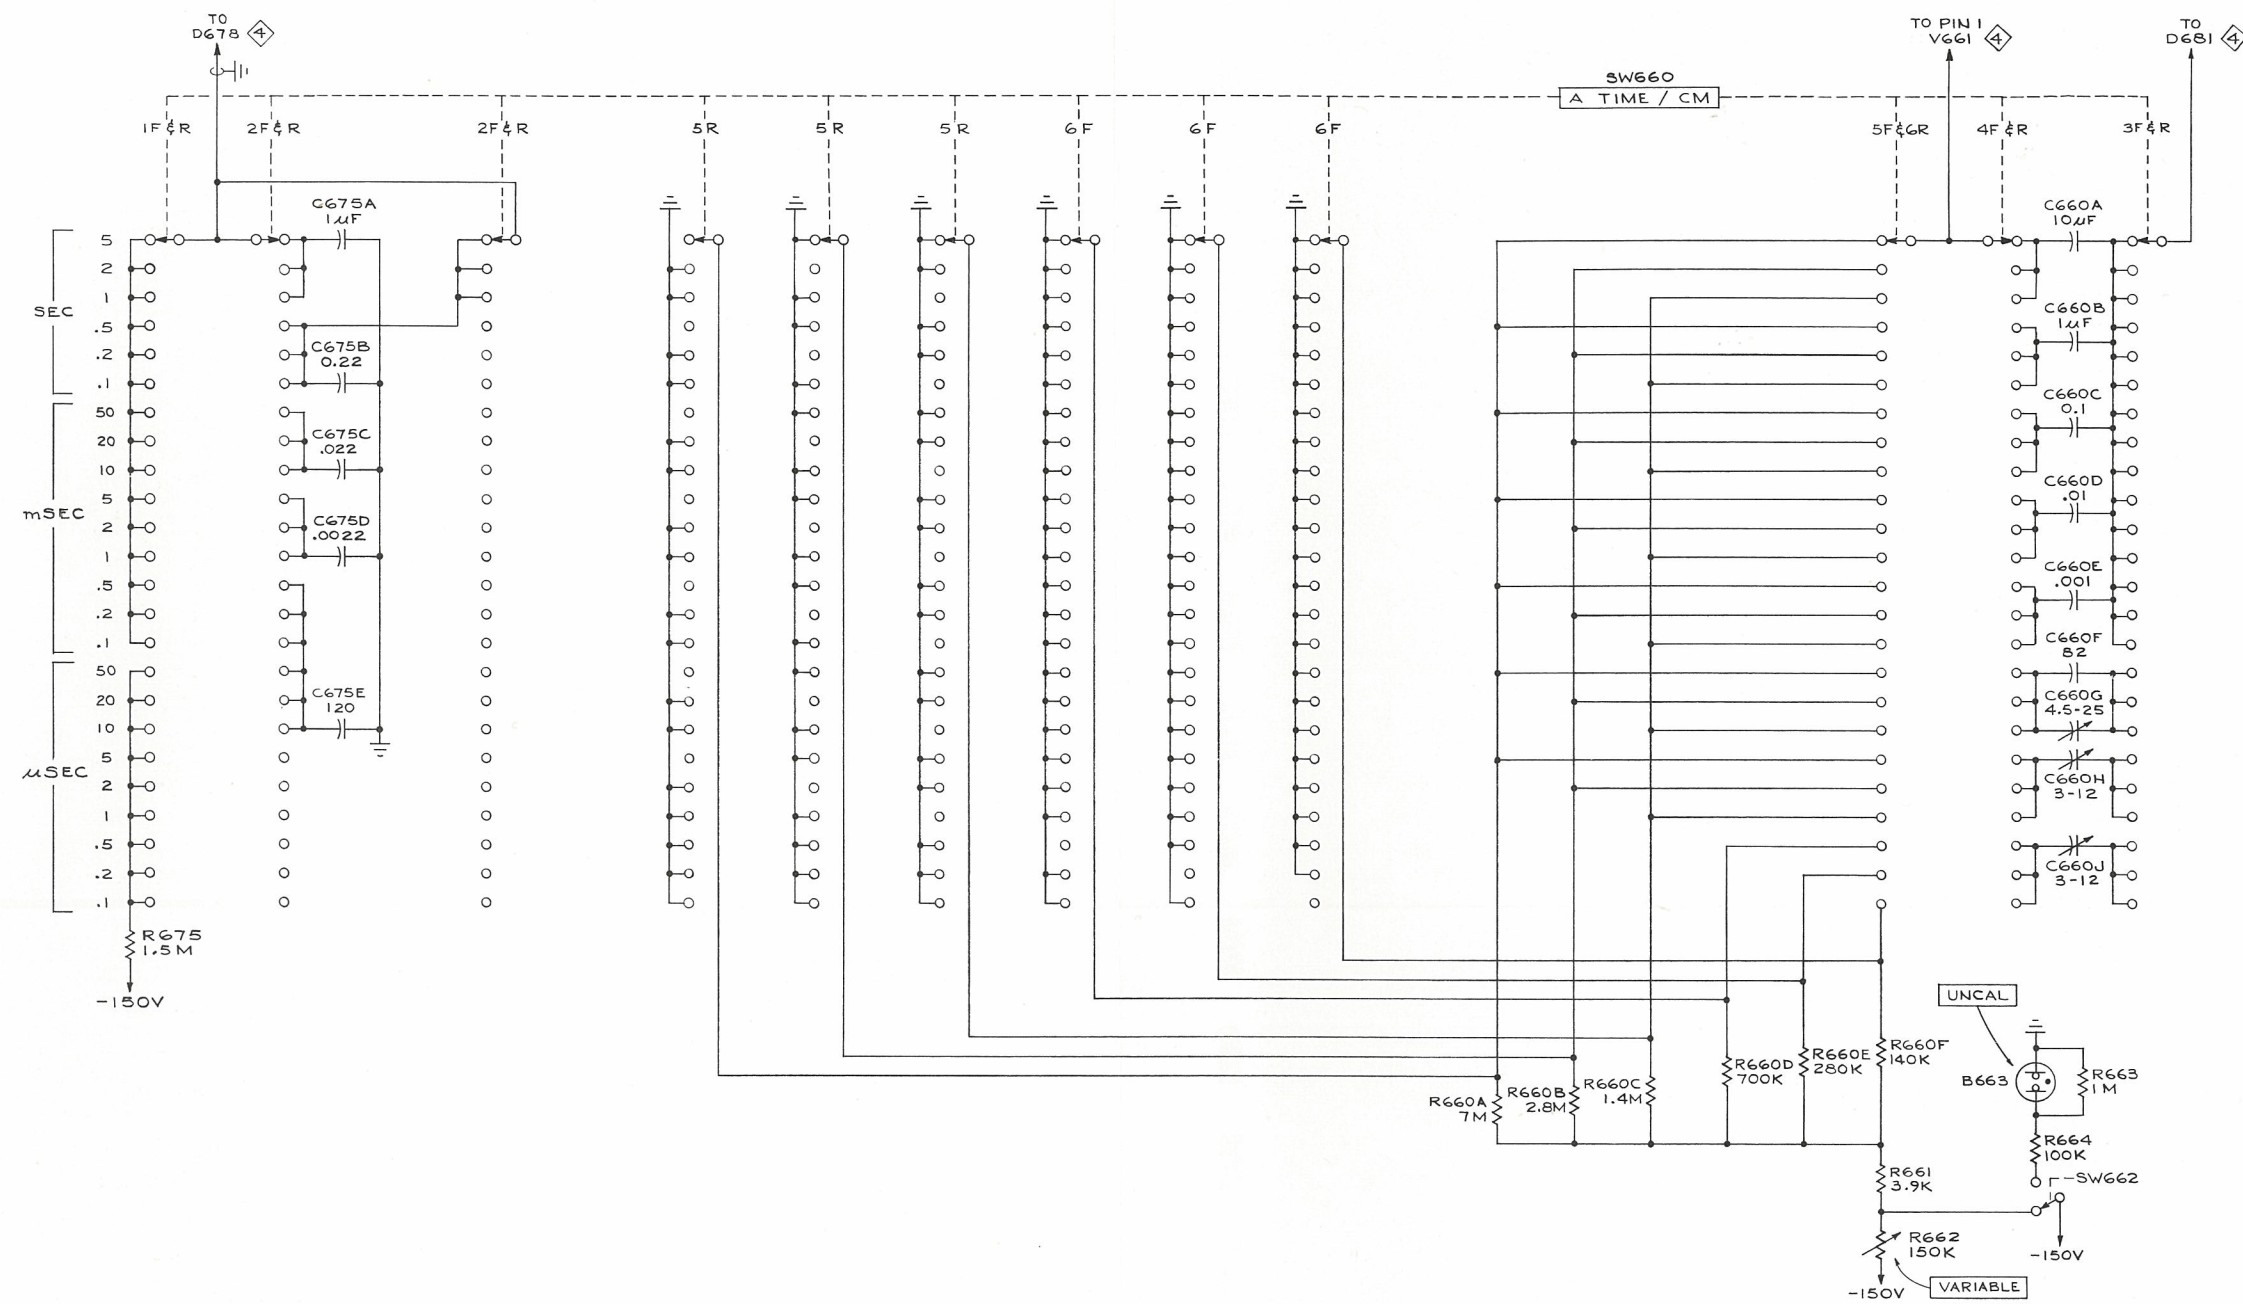 TO
D678 4
TO PIN 1
V661 4
TO
D681 4
SW660
A TIME / CM
1F&R
2F&R
2F&R
5R
5R
5R
6F
6F
6F
5F&6R
4F&R
3F&R
C675A
1µF
C675B
0.22
C675C
.022
C675D
.0022
C675E
120
SEC
5
2
1
.5
.2
.1
mSEC
50
20
10
5
2
1
.5
.2
.1
µSEC
50
20
10
5
2
1
.5
.2
.1
R675
1.5M
-150V
C660A
10µF
C660B
1µF
C660C
0.1
C660D
.01
C660E
.001
C660F
82
C660G
4.5-25
C660H
3-12
C660J
3-12
R660A
7M
R660B
2.8M
R660C
1.4M
R660D
700K
R660E
280K
R660F
140K
UNCAL
B663
R663
1M
R664
100K
SW662
-150V
R661
3.9K
R662
150K
VARIABLE
-150V